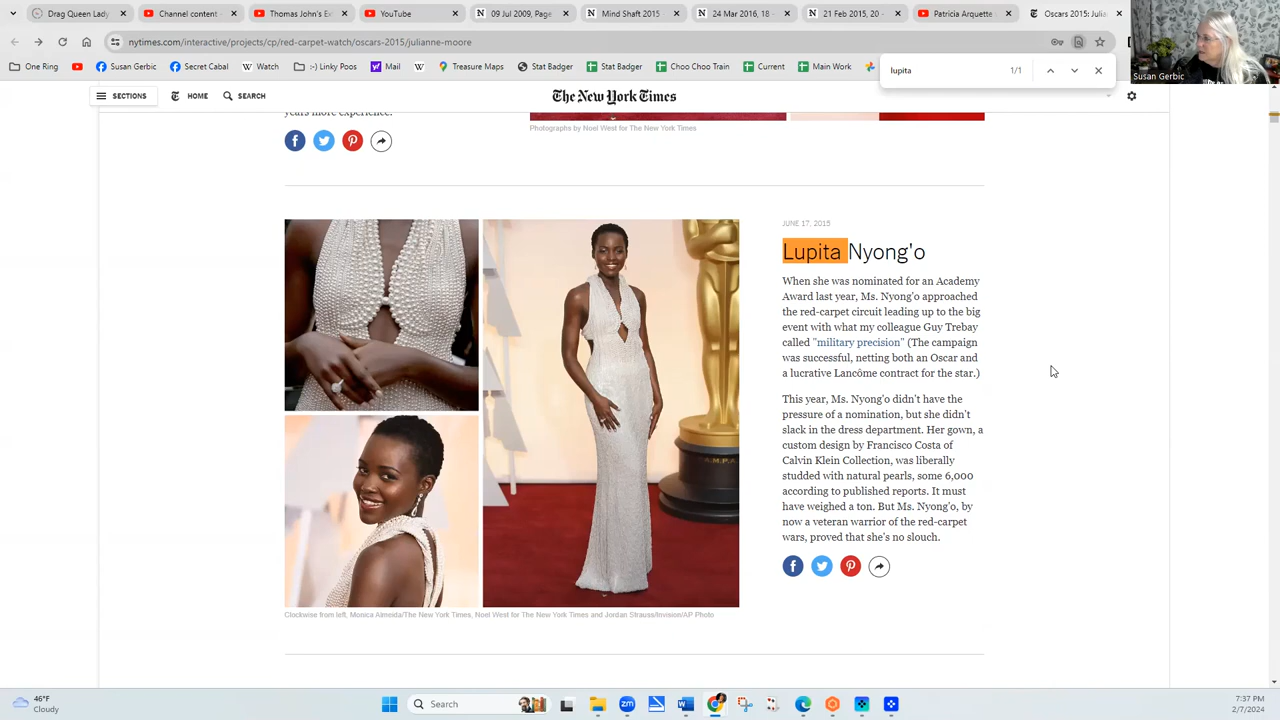 Drag Queen Ledy
Thomas John's Ex
YouTube
09 Jul 2009, Page
Mind Shift 2015
24 Mar 2016, 18 -
21 Feb 2015, 20 -
Patricia Arquette
Oscars 2015: Julia
nytimes.com/interactive/projects/cp/red-carpet-watch/oscars-2015/julianne-moore
One Ring
Susan Gerbic
Secret Cabal
Wikipedia
:-) Linky Pools
Mail
Magic Tools
Stat Badger
Stat Badger
Choo Choo Train
Current
Main Work
lupita
1/1
Susan Gerbic
SECTIONS
HOME
SEARCH
The New York Times
years more experience.
Photographs by Noel West for The New York Times
JUNE 17, 2015
Lupita Nyong'o
When she was nominated for an Academy
Award last year, Ms. Nyong'o approached
the red-carpet circuit leading up to the big
event with what my colleague Guy Trebay
called "military precision" (The campaign
was successful, netting both an Oscar and
a lucrative Lancôme contract for the star.)
This year, Ms. Nyong'o didn't have the
pressure of a nomination, but she didn't
slack in the dress department. Her gown, a
custom design by Francisco Costa of
Calvin Klein Collection, was liberally
studded with natural pearls, some 6,000
according to published reports. It must
have weighed a ton. But Ms. Nyong'o, by
now a veteran warrior of the red-carpet
wars, proved that she's no slouch.
A.M.P.A.
Clockwise from left, Monica Almeida/The New York Times, Noel West for The New York Times and Jordan Strauss/Invision/AP Photo
46°F
Cloudy
Search
7:37 PM
2/7/2024